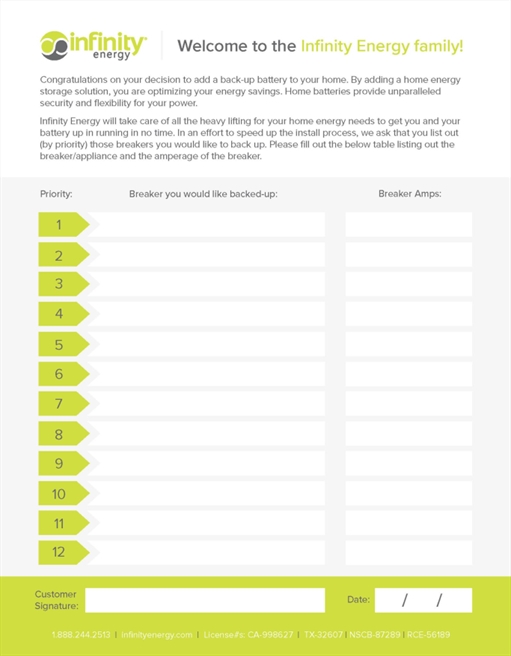 infinity®
energy
Welcome to the Infinity Energy family!
Congratulations on your decision to add a back-up battery to your home. By adding a home energy
storage solution, you are optimizing your energy savings. Home batteries provide unparalleled
security and flexibility for your power.
Infinity Energy will take care of all the heavy lifting for your home energy needs to get you and your
battery up in running in no time. In an effort to speed up the install process, we ask that you list out
(by priority) those breakers you would like to back up. Please fill out the below table listing out the
breaker/appliance and the amperage of the breaker.
Priority: Breaker you would like backed-up: Breaker Amps:
1
2
3
4
5
6
7
8
9
10
11
12
Customer
Signature:
Date: / /
1.888.244.2513 | Infinityenergy.com | License#s: CA-998627 | TX-32607 | NSCB-87289 | RCE-56189